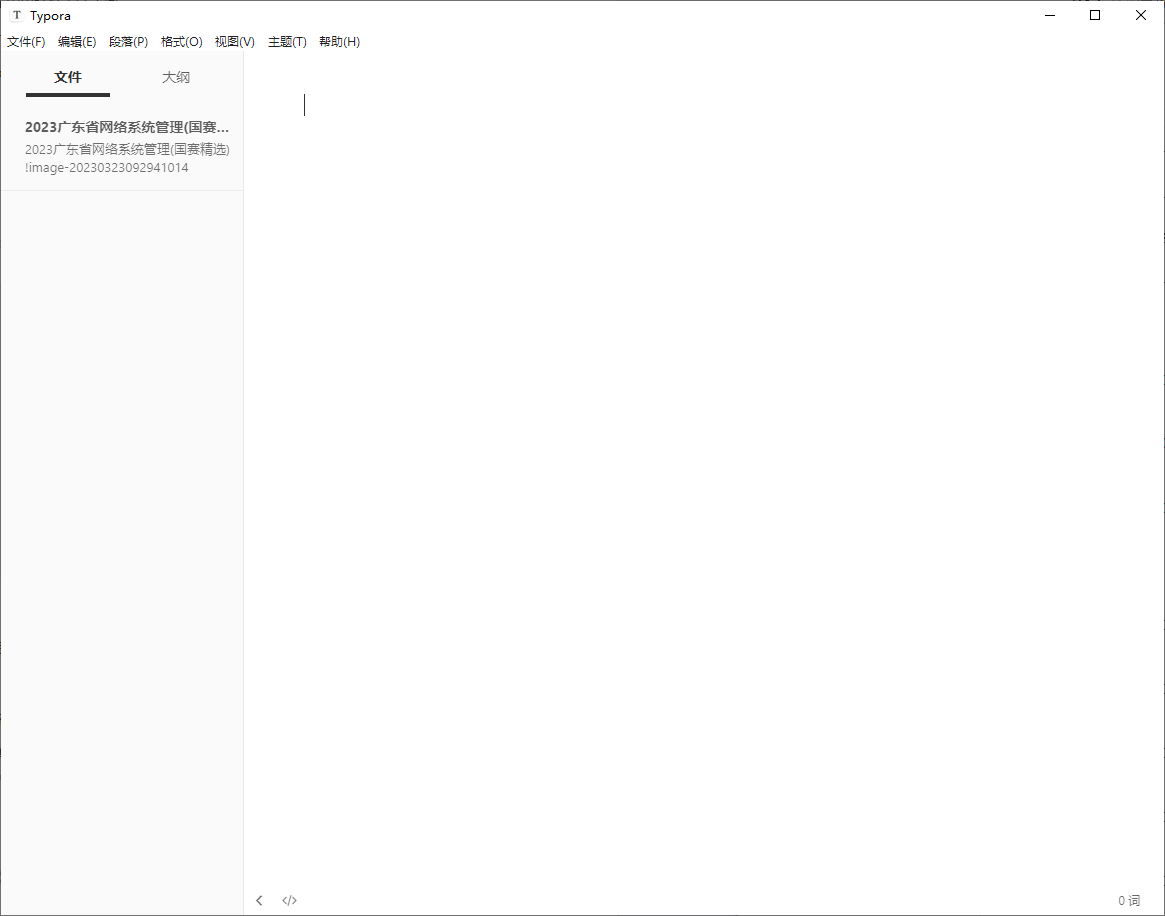 T Typora
文件(F) 编辑(E) 段落(P) 格式(O) 视图(V) 主题(T) 帮助(H)
文件 大纲
2023广东省网络系统管理(国赛...
2023广东省网络系统管理(国赛精选)
!image-20230323092941014
</> 0 词